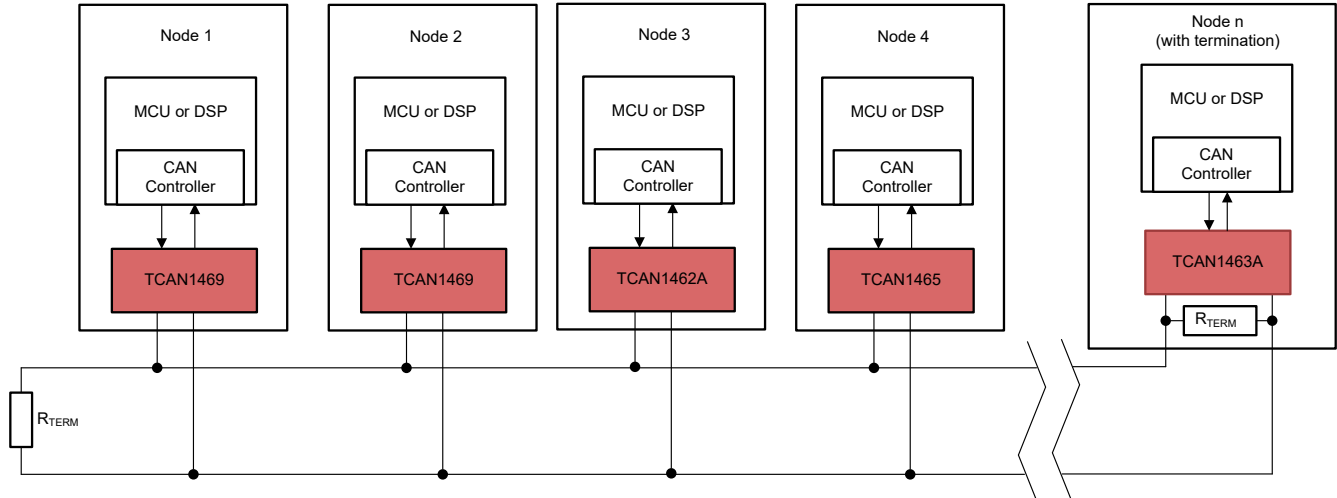 Node 1
MCU or DSP
CAN
Controller
TCAN1469
Node 2
MCU or DSP
CAN
Controller
TCAN1469
Node 3
MCU or DSP
CAN
Controller
TCAN1462A
Node 4
MCU or DSP
CAN
Controller
TCAN1465
Node n
(with termination)
MCU or DSP
CAN
Controller
TCAN1463A
RTERM
RTERM